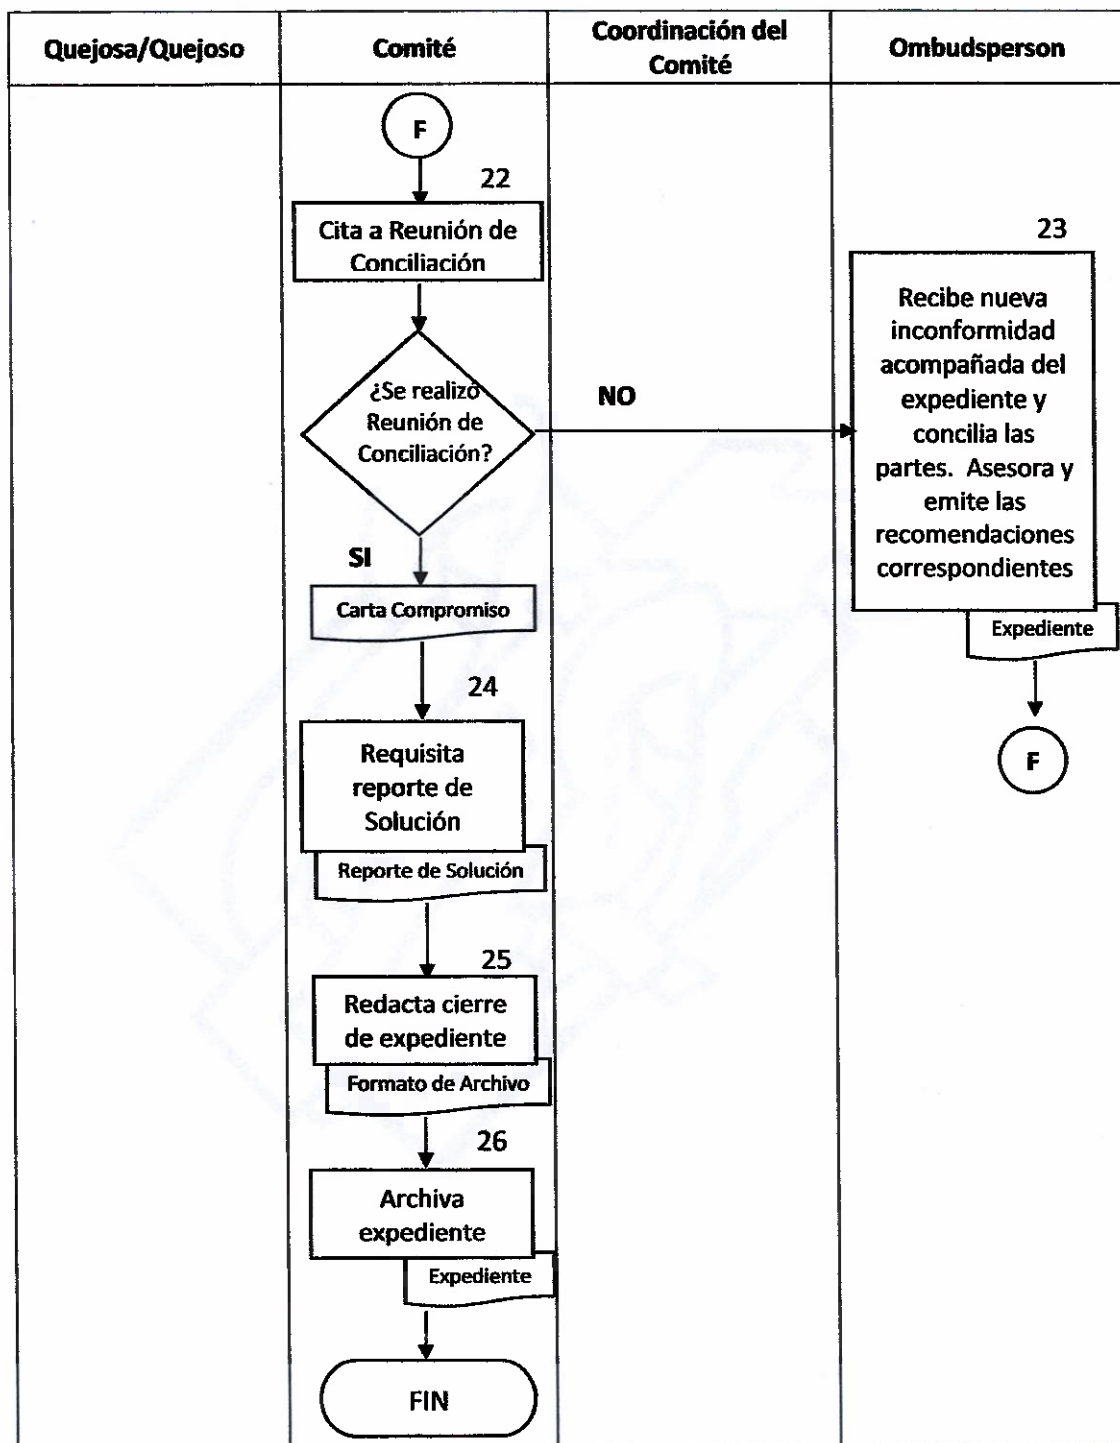 Quejosa/Quejoso
Comité
Coordinación del
Comité
Ombudsperson
F
22
Cita a Reunión de
Conciliación
¿Se realizó
Reunión de
Conciliación?
NO
23
Recibe nueva
inconformidad
acompañada del
expediente y
concilia las
partes. Asesora y
emite las
recomendaciones
correspondientes
Expediente
F
SI
Carta Compromiso
24
Requisita
reporte de
Solución
Reporte de Solución
25
Redacta cierre
de expediente
Formato de Archivo
26
Archiva
expediente
Expediente
FIN